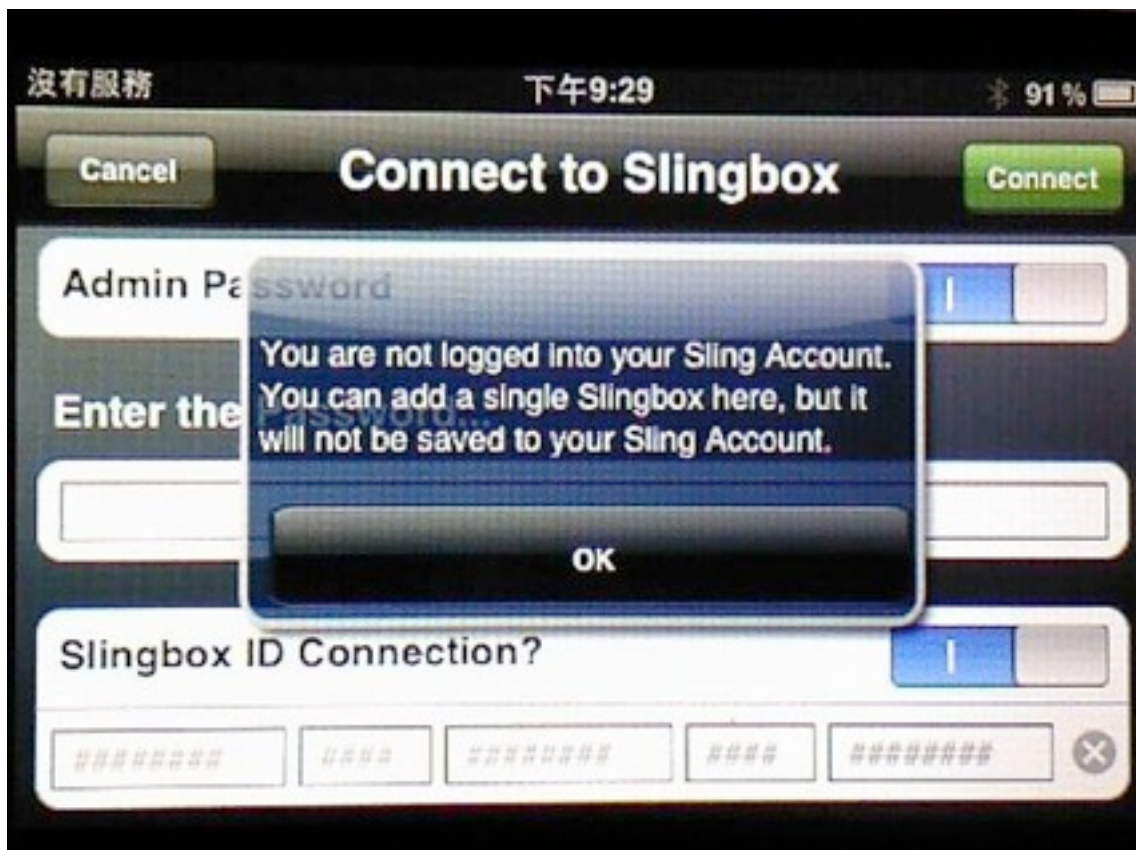 沒有服務 下午9:29 91%
Cancel Connect to Slingbox Connect
Admin Password
You are not logged into your Sling Account.
You can add a single Slingbox here, but it
will not be saved to your Sling Account.
Enter the Password...
OK
Slingbox ID Connection?
######## #### ######## #### ########